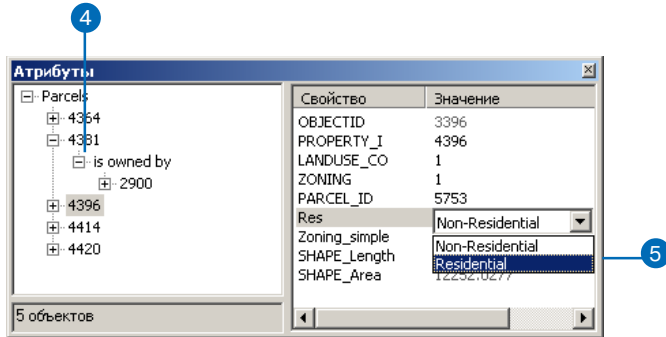 4
Атрибуты
Parcels
4364
4381
is owned by
2900
4396
4414
4420
5 объектов
Свойство Значение
OBJECTID 3396
PROPERTY_I 4396
LANDUSE_CO 1
ZONING 1
PARCEL_ID 5753
Res Non-Residential
Zoning_simple Non-Residential
SHAPE_Length Residential
SHAPE_Area 12252.0277
5